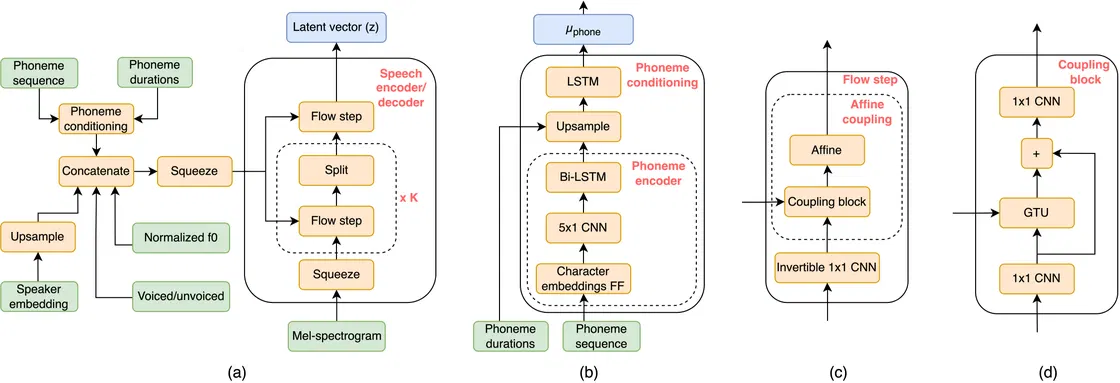 Latent vector (z)
Phoneme
sequence
Phoneme
durations
Phoneme
conditioning
Concatenate
Squeeze
Upsample
Speaker
embedding
Normalized f0
Voiced/unvoiced
Speech
encoder/
decoder
Flow step
Split
x K
Flow step
Squeeze
Mel-spectrogram
(a)
μphone
Phoneme
conditioning
LSTM
Upsample
Phoneme
encoder
Bi-LSTM
5x1 CNN
Character
embeddings FF
Phoneme
durations
Phoneme
sequence
(b)
Flow step
Affine
coupling
Affine
Coupling block
Invertible 1x1 CNN
(c)
Coupling
block
1x1 CNN
+
GTU
1x1 CNN
(d)